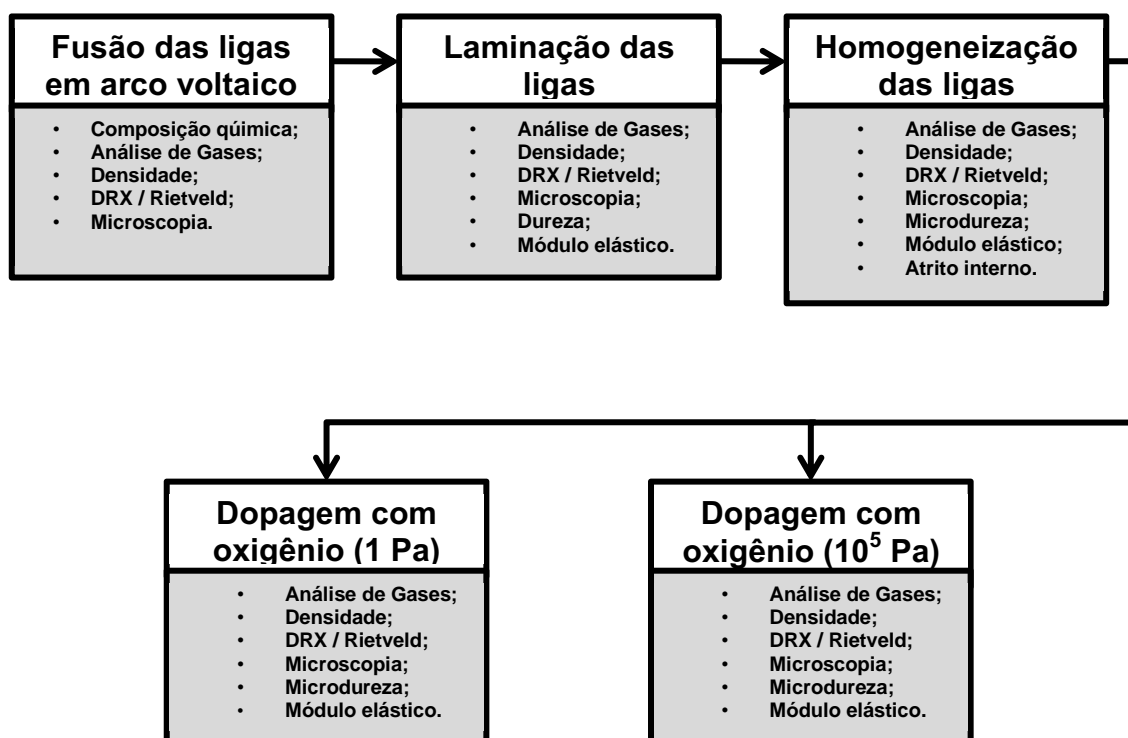 Fusão das ligas
em arco voltaico
• Composição qúimica;
• Análise de Gases;
• Densidade;
• DRX / Rietveld;
• Microscopia.
Laminação das
ligas
• Análise de Gases;
• Densidade;
• DRX / Rietveld;
• Microscopia;
• Dureza;
• Módulo elástico.
Homogeneização
das ligas
• Análise de Gases;
• Densidade;
• DRX / Rietveld;
• Microscopia;
• Microdureza;
• Módulo elástico;
• Atrito interno.
Dopagem com
oxigênio (1 Pa)
• Análise de Gases;
• Densidade;
• DRX / Rietveld;
• Microscopia;
• Microdureza;
• Módulo elástico.
Dopagem com
oxigênio (10⁵ Pa)
• Análise de Gases;
• Densidade;
• DRX / Rietveld;
• Microscopia;
• Microdureza;
• Módulo elástico.